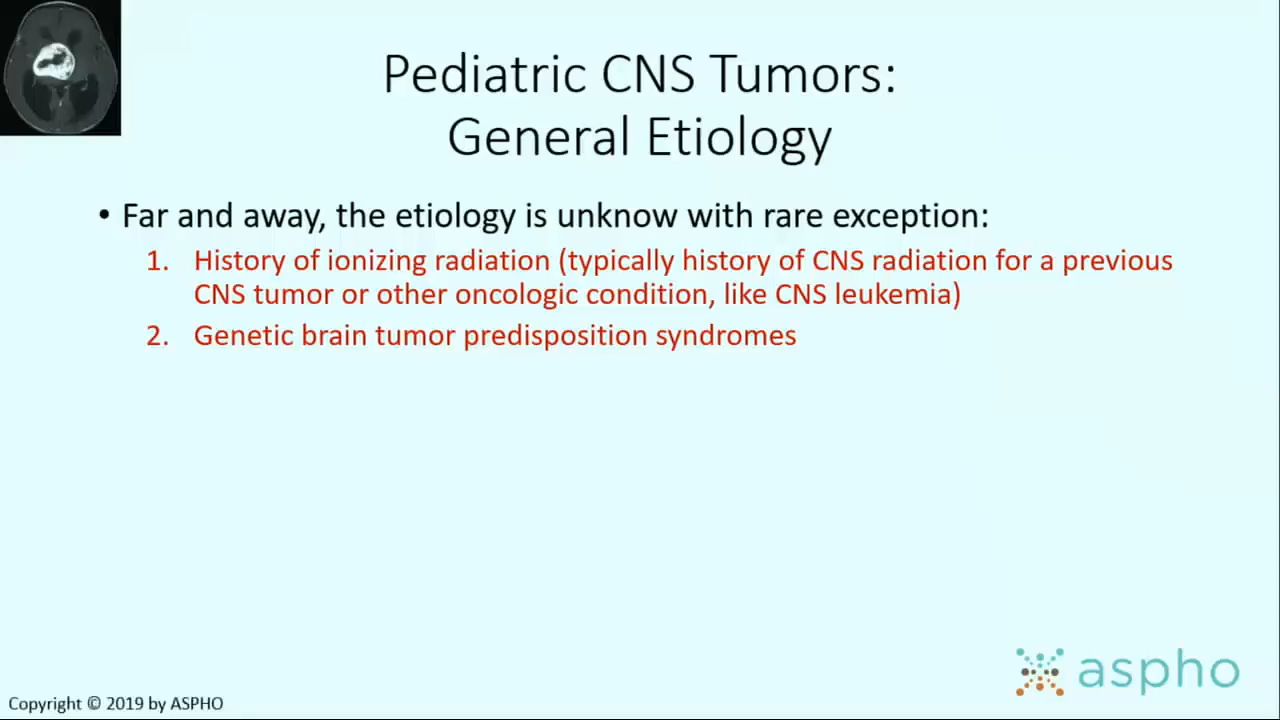 Pediatric CNS Tumors:
General Etiology
• Far and away, the etiology is unknow with rare exception:
1. History of ionizing radiation (typically history of CNS radiation for a previous
CNS tumor or other oncologic condition, like CNS leukemia)
2. Genetic brain tumor predisposition syndromes
aspho
Copyright © 2019 by ASPHO